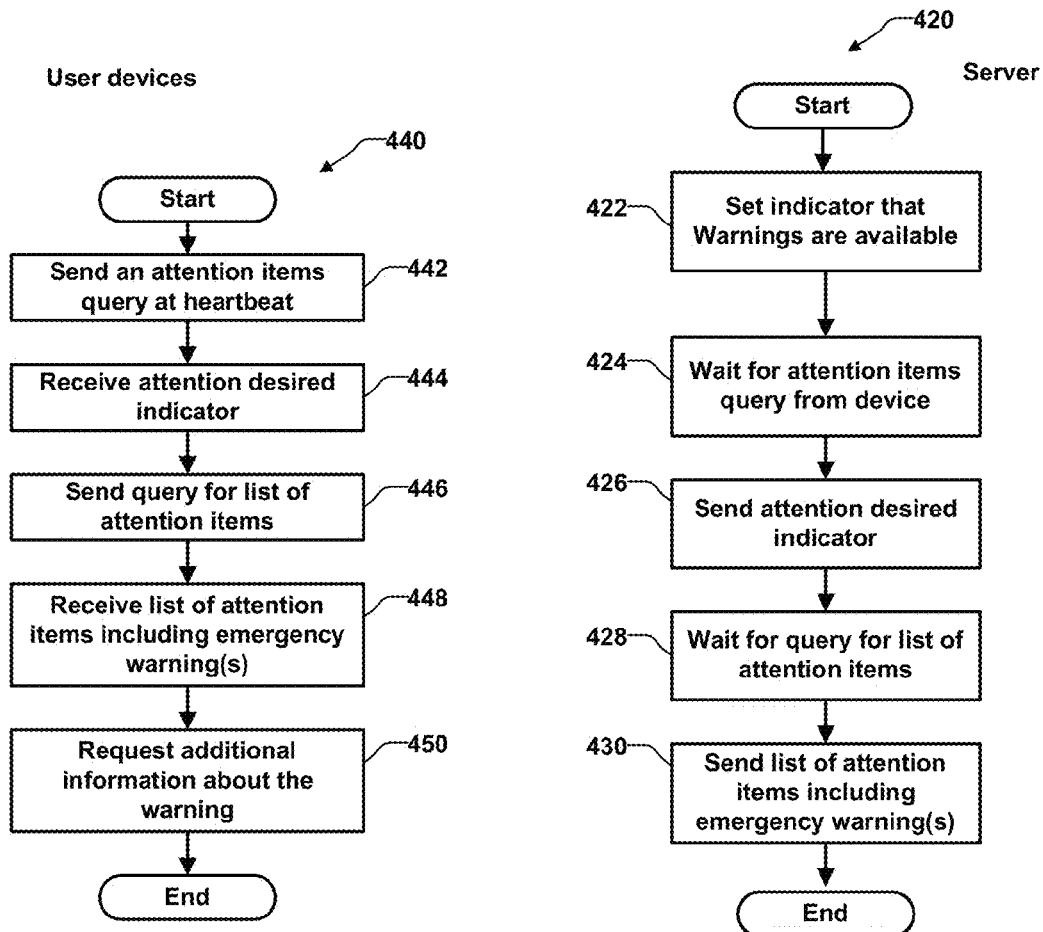 User devices
440
Start
Send an attention items
query at heartbeat
442
Receive attention desired
indicator
444
Send query for list of
attention items
446
Receive list of attention
items including emergency
warning(s)
448
Request additional
information about the
warning
450
End
420
Server
Start
422
Set indicator that
Warnings are available
424
Wait for attention items
query from device
426
Send attention desired
indicator
428
Wait for query for list of
attention items
430
Send list of attention
items including
emergency warning(s)
End